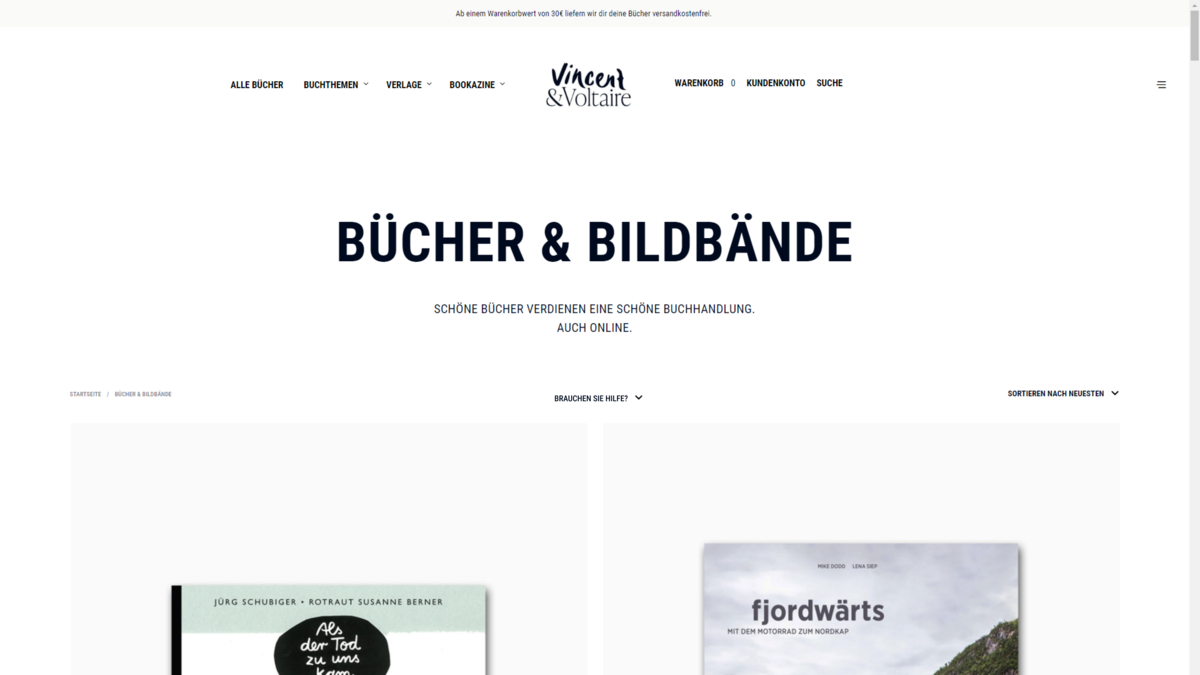 Ab einem Warenkorbwert von 30€ liefern wir dir deine Bücher versandkostenfrei.
ALLE BÜCHER
BUCHTHEMEN
VERLAGE
BOOKAZINE
Vincent
&Voltaire
WARENKORB 0
KUNDENKONTO
SUCHE
BÜCHER & BILDBÄNDE
SCHÖNE BÜCHER VERDIENEN EINE SCHÖNE BUCHHANDLUNG.
AUCH ONLINE.
STARTSEITE / BÜCHER & BILDBÄNDE
BRAUCHEN SIE HILFE?
SORTIEREN NACH NEUESTEN
JÜRG SCHUBIGER • ROTRAUT SUSANNE BERNER
Als
der Tod
zu uns
kam
MIKE DODD LENA SIEP
fjordwärts
MIT DEM MOTORRAD ZUM NORDKAP